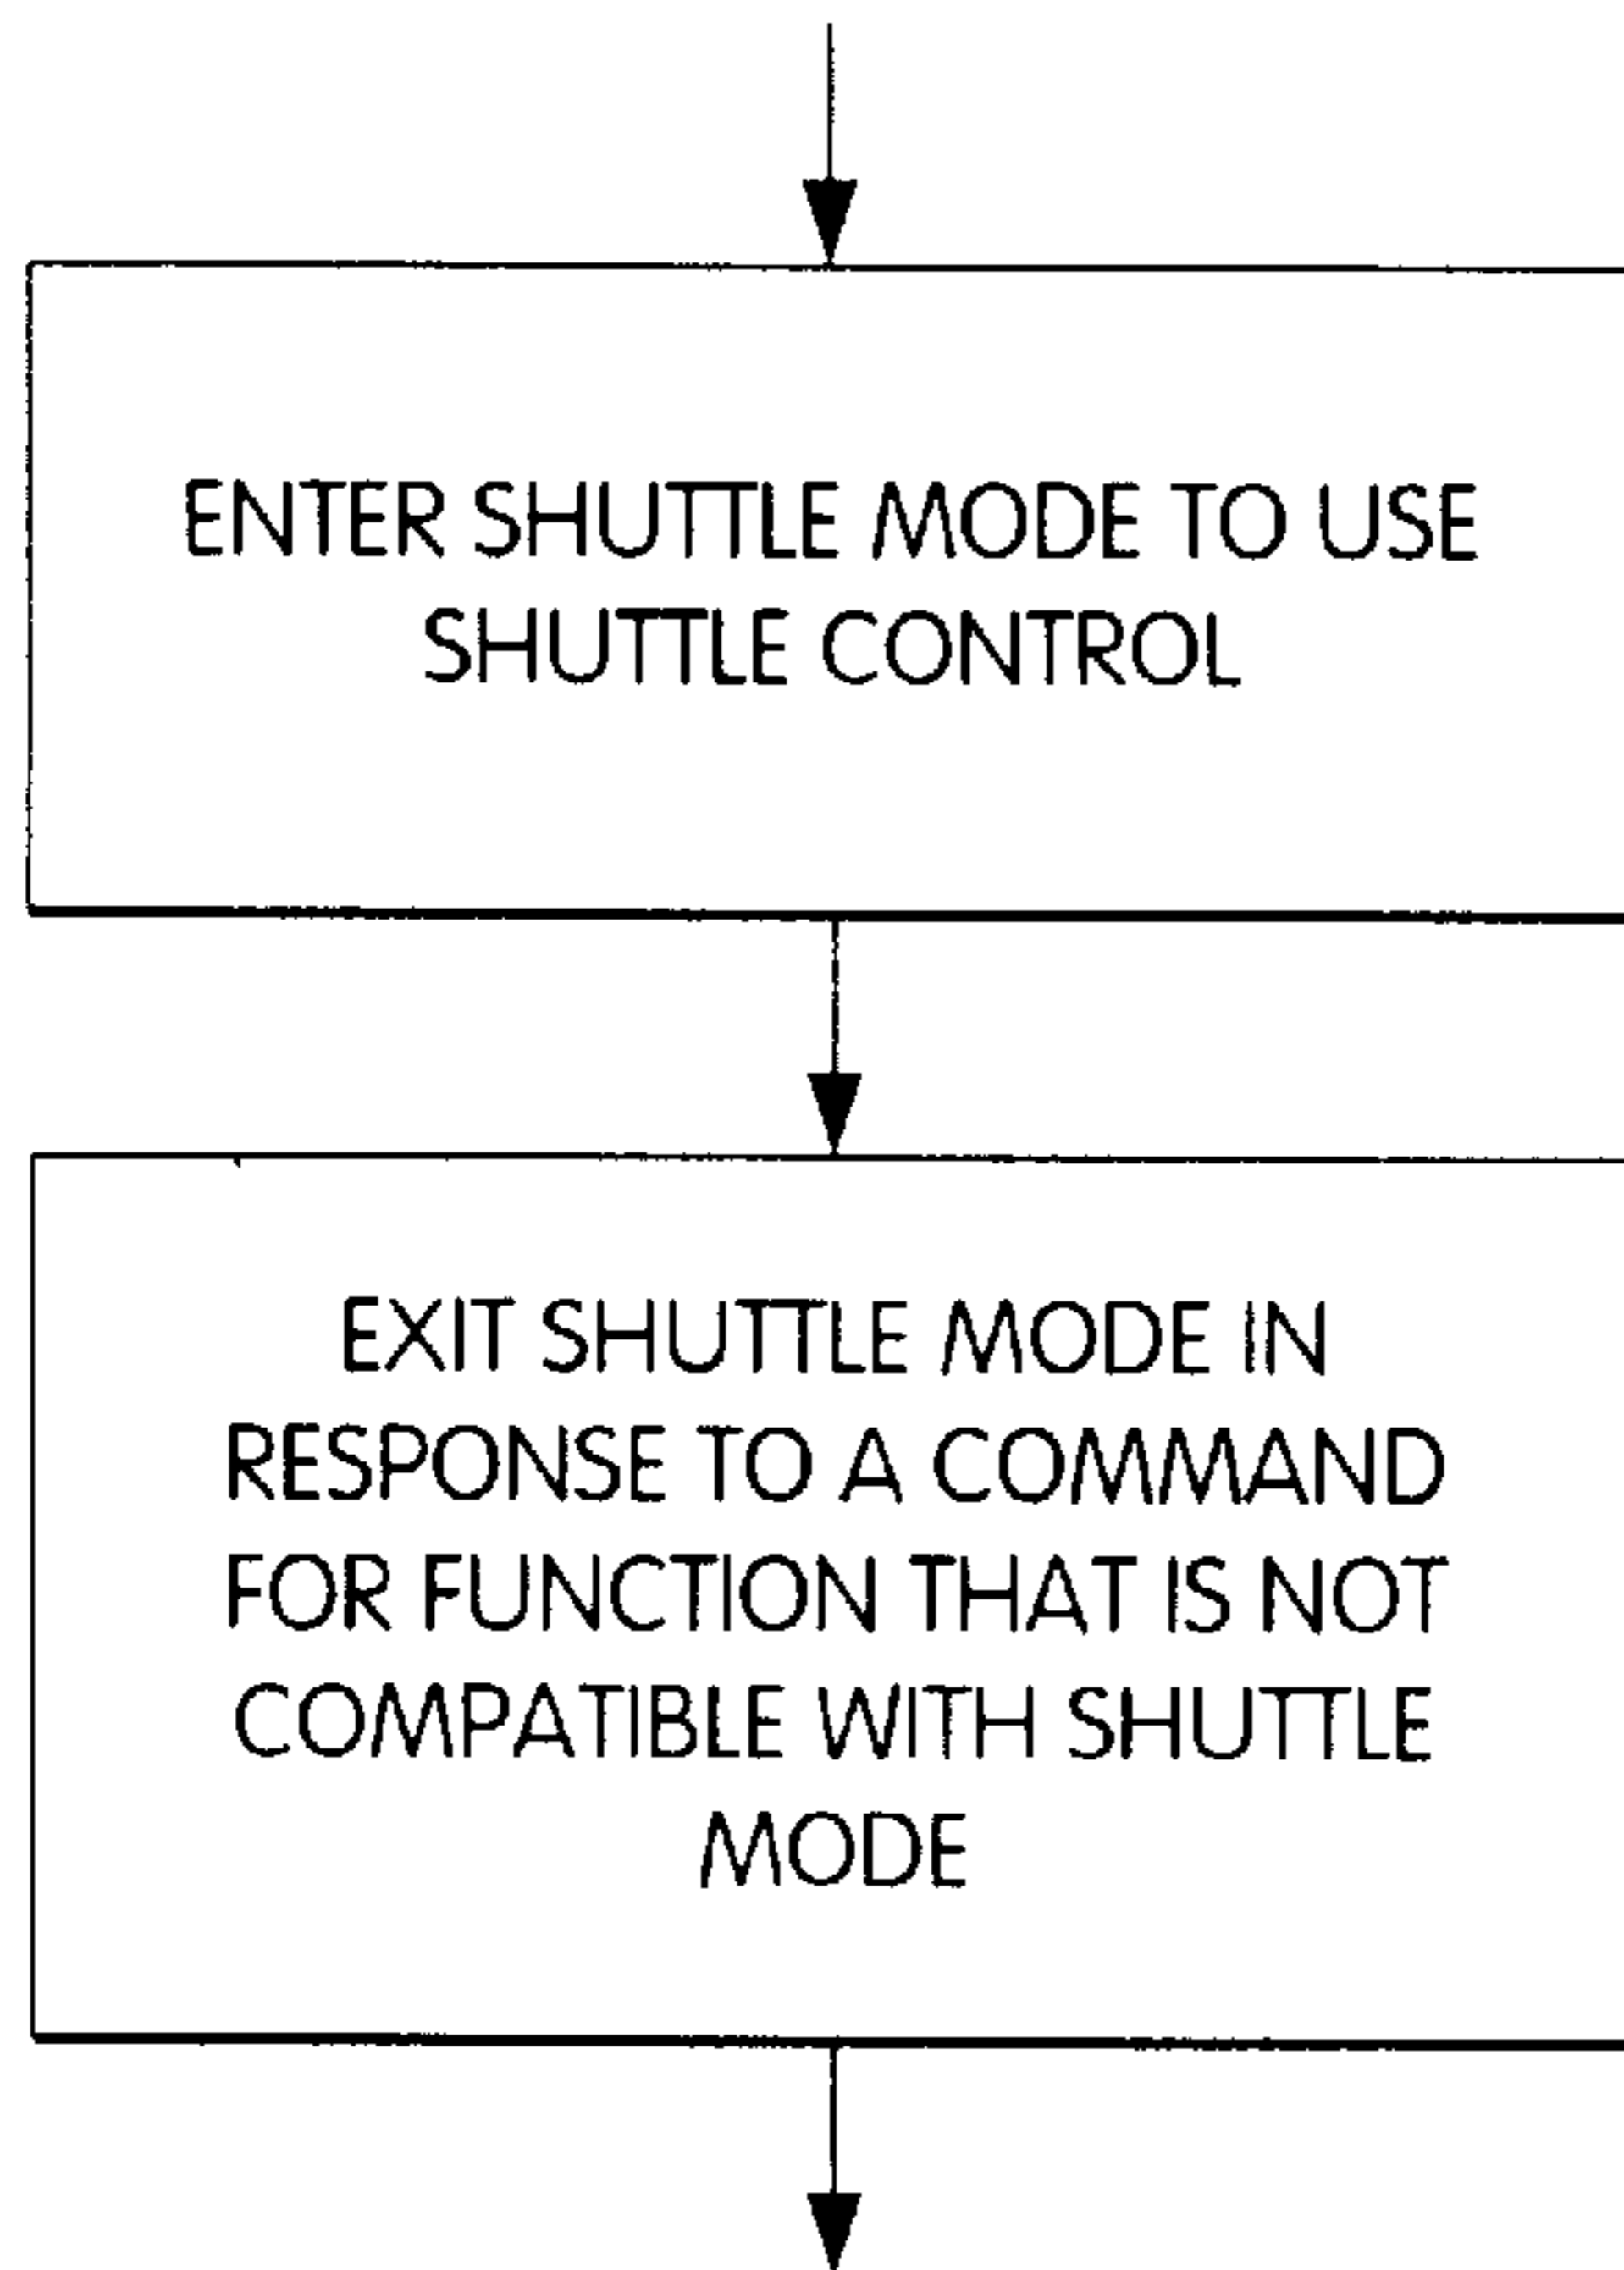 ENTER SHUTTLE MODE TO USE
SHUTTLE CONTROL
EXIT SHUTTLE MODE IN
RESPONSE TO A COMMAND
FOR FUNCTION THAT IS NOT
COMPATIBLE WITH SHUTTLE
MODE